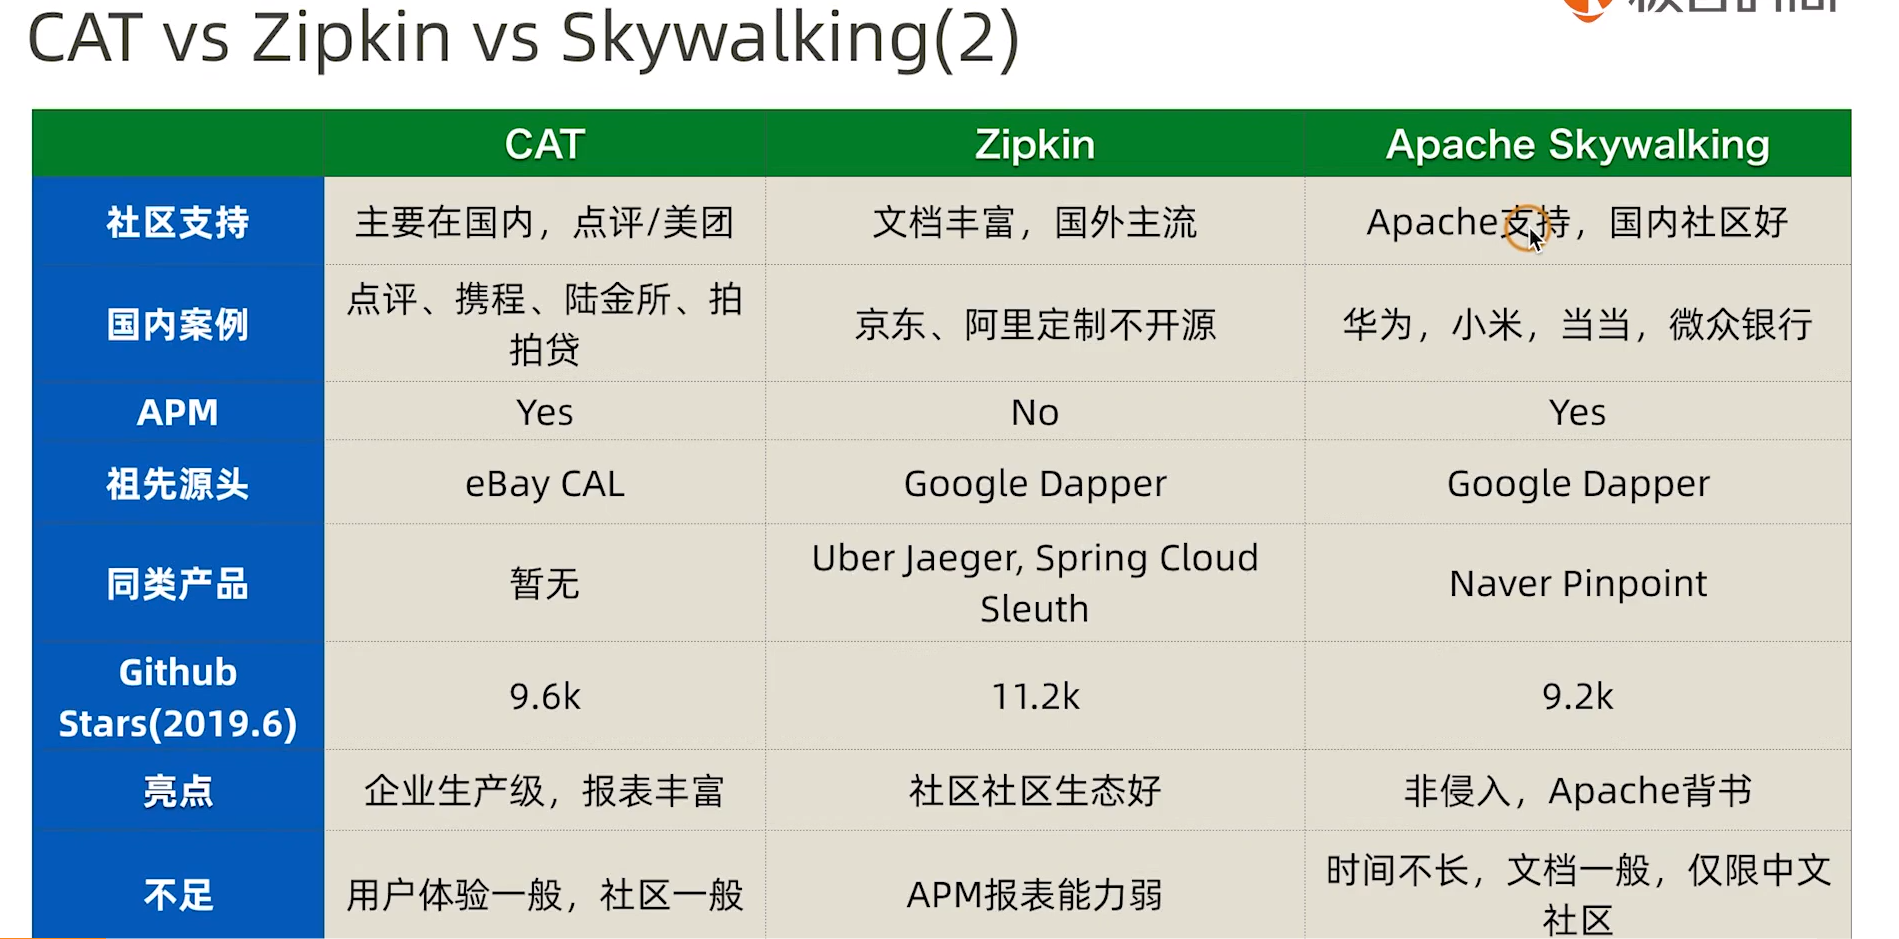 CAT vs Zipkin vs Skywalking(2)
CAT
Zipkin
Apache Skywalking
社区支持
主要在国内，点评/美团
文档丰富，国外主流
Apache支持，国内社区好
国内案例
点评、携程、陆金所、拍
拍贷
京东、阿里定制不开源
华为，小米，当当，微众银行
APM
Yes
No
Yes
祖先源头
eBay CAL
Google Dapper
Google Dapper
同类产品
暂无
Uber Jaeger, Spring Cloud
Sleuth
Naver Pinpoint
Github
Stars(2019.6)
9.6k
11.2k
9.2k
亮点
企业生产级，报表丰富
社区社区生态好
非侵入，Apache背书
不足
用户体验一般，社区一般
APM报表能力弱
时间不长，文档一般，仅限中文
社区